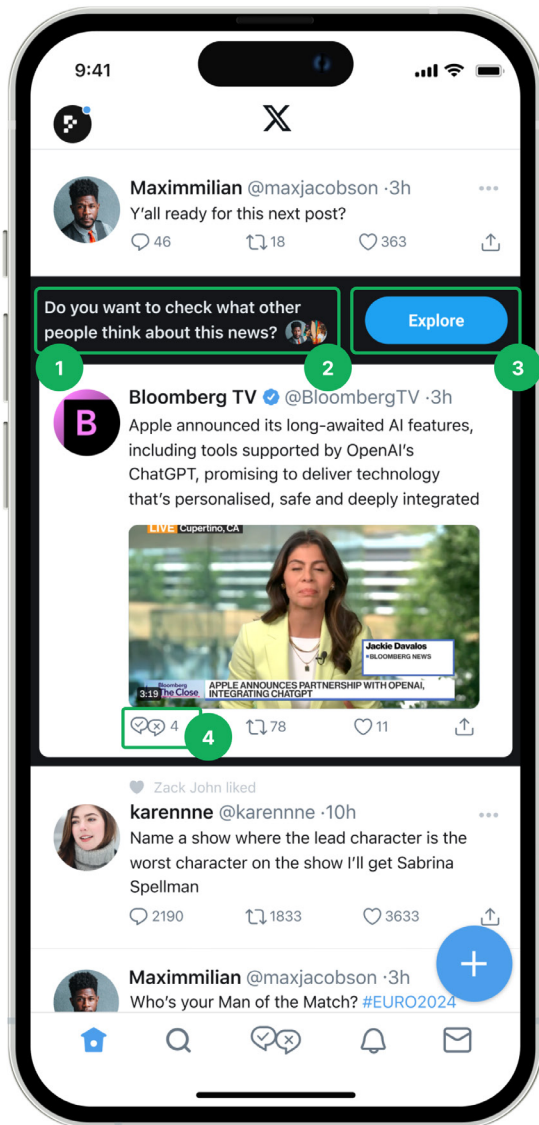 9:41
X
Maximmilian @maxjacobson ·3h
Y'all ready for this next post?
46 18 363
Do you want to check what other
people think about this news?
Explore
1 2 3
Bloomberg TV @BloombergTV ·3h
B
Apple announced its long-awaited AI features,
including tools supported by OpenAI's
ChatGPT, promising to deliver technology
that's personalised, safe and deeply integrated
LIVE Cupertino, CA
Jackie Davalos
BLOOMBERG NEWS
Bloomberg
The Close
APPLE ANNOUNCES PARTNERSHIP WITH OPENAI,
INTEGRATING CHATGPT
3:19
4 78 11
4
Zack John liked
karennne @karennne ·10h
Name a show where the lead character is the
worst character on the show I'll get Sabrina
Spellman
2190 1833 3633
Maximmilian @maxjacobson ·3h
Who's your Man of the Match? #EURO2024